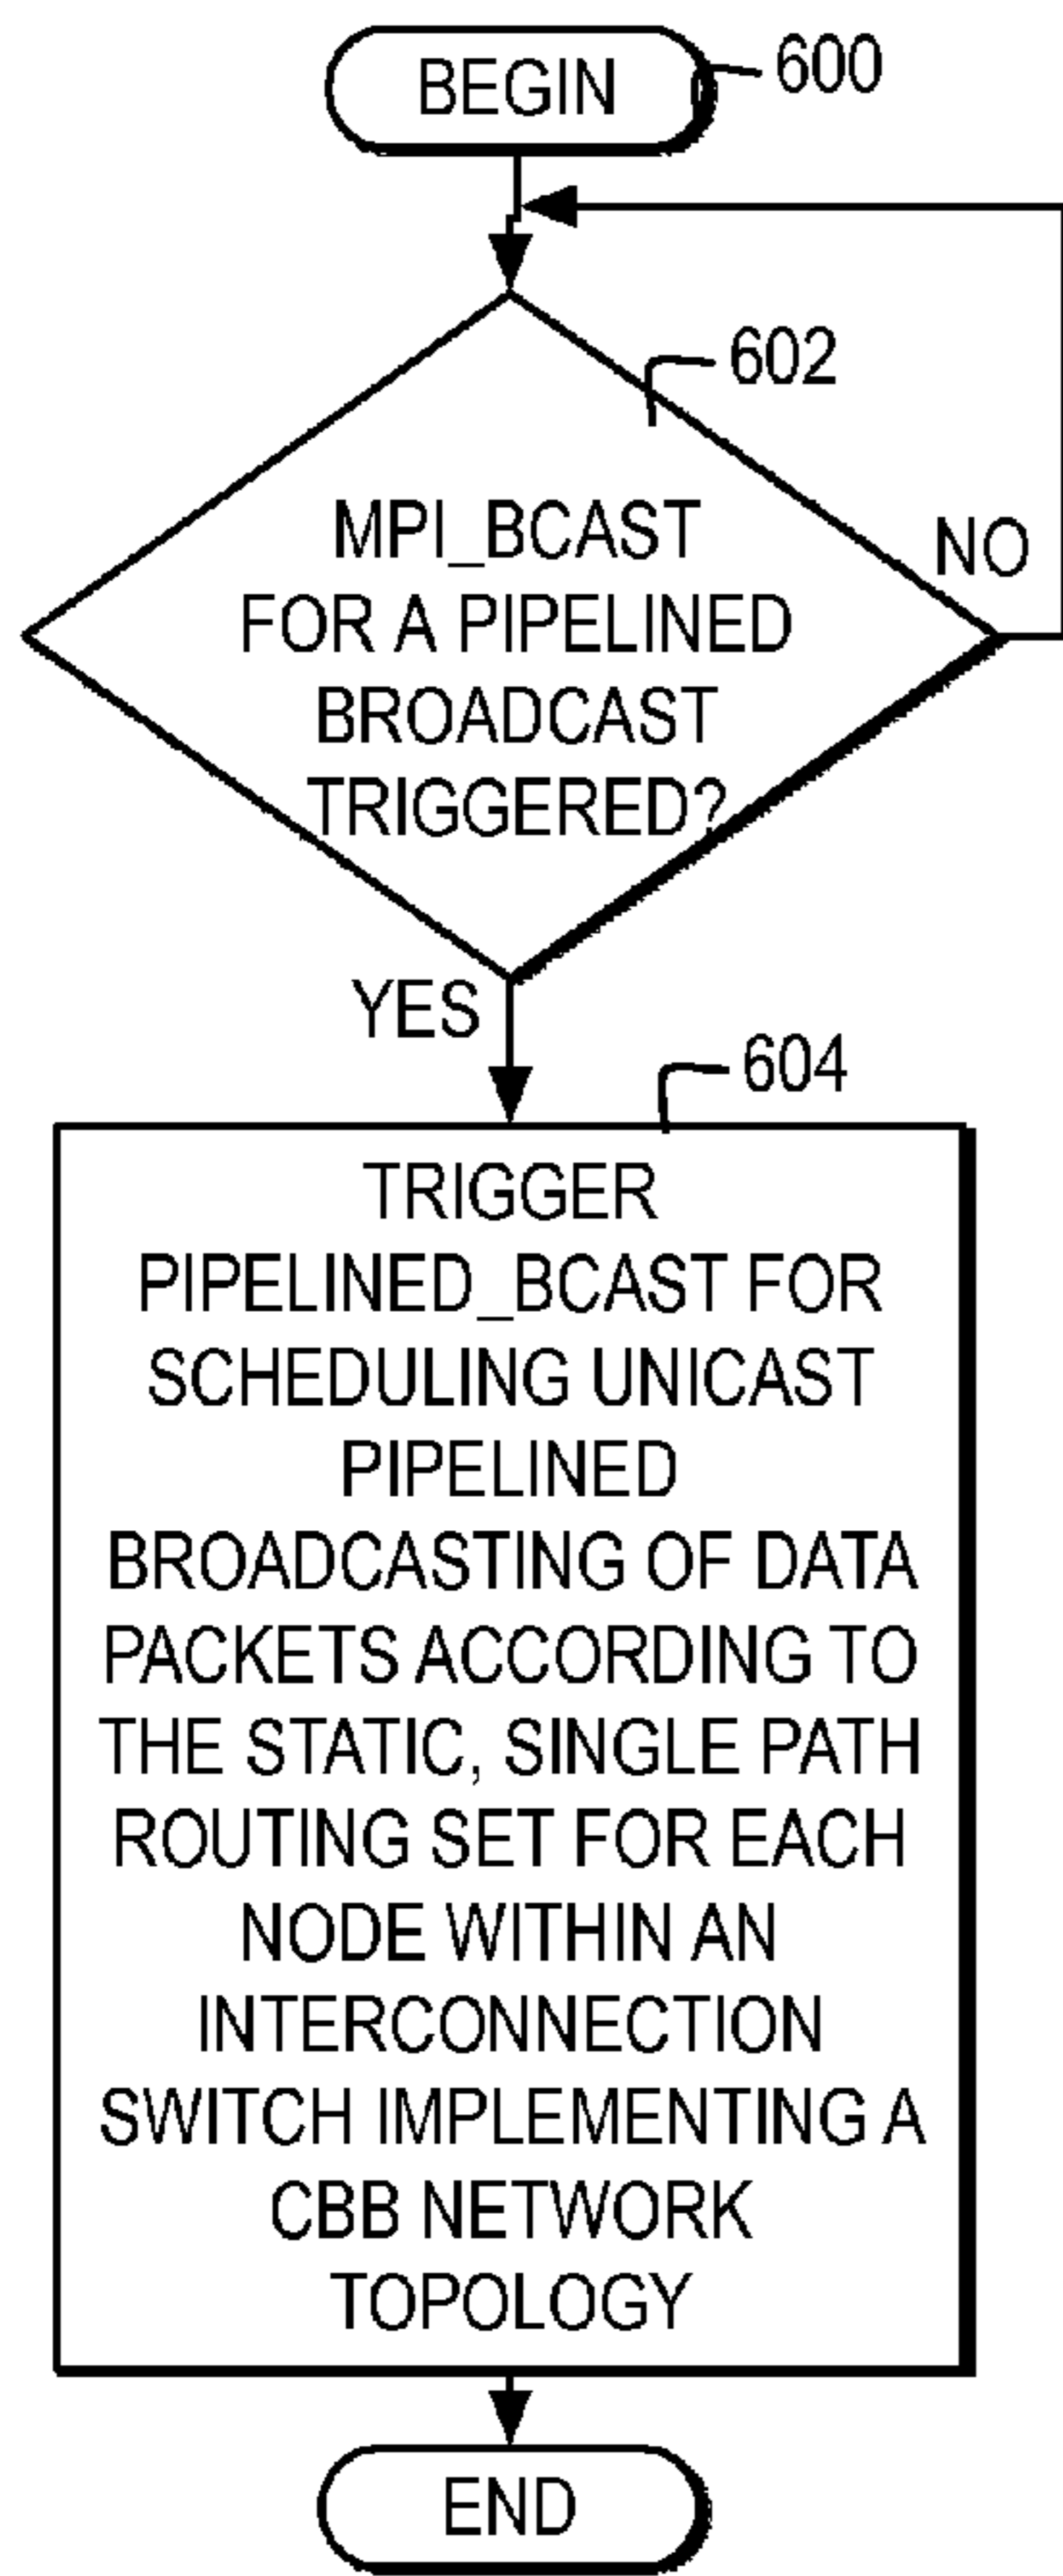 BEGIN
600
602
MPI_BCAST
FOR A PIPELINED
BROADCAST
TRIGGERED?
NO
YES
604
TRIGGER
PIPELINED_BCAST FOR
SCHEDULING UNICAST
PIPELINED
BROADCASTING OF DATA
PACKETS ACCORDING TO
THE STATIC, SINGLE PATH
ROUTING SET FOR EACH
NODE WITHIN AN
INTERCONNECTION
SWITCH IMPLEMENTING A
CBB NETWORK
TOPOLOGY
END